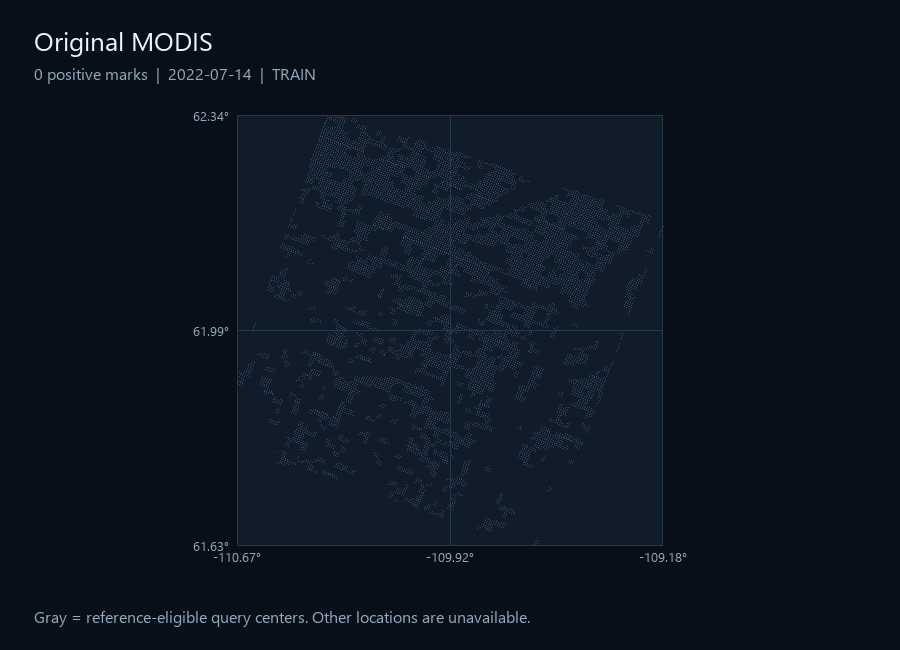 Original MODIS
0 positive marks | 2022-07-14 | TRAIN
62.34°
61.99°
61.63°
-110.67°
-109.92°
-109.18°
Gray = reference-eligible query centers. Other locations are unavailable.